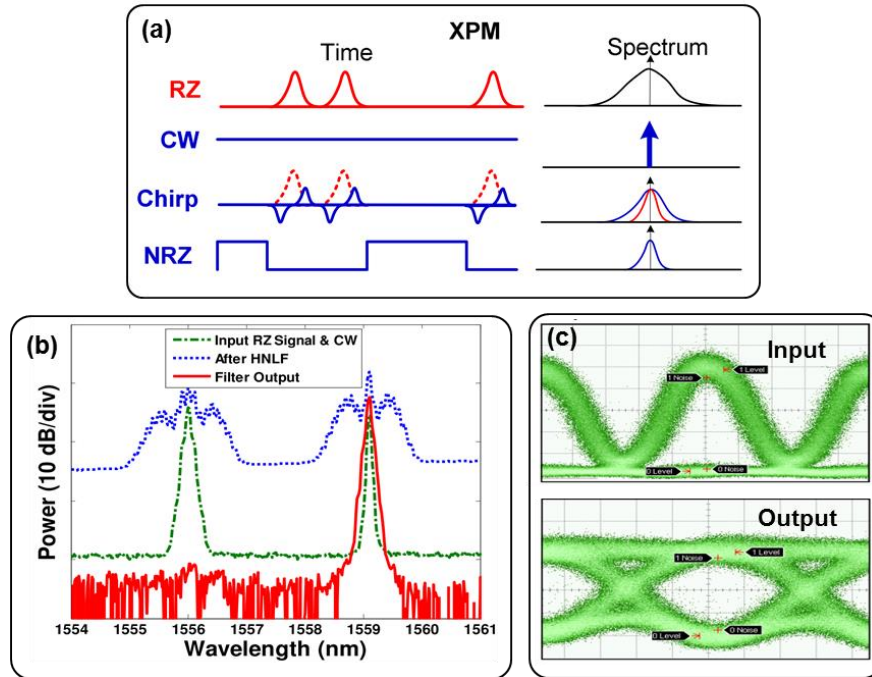 (a)
XPM
Time
Spectrum
RZ
CW
Chirp
NRZ
(b)
Input RZ Signal & CW
After HNLF
Filter Output
Power (10 dB/div)
1554 1555 1556 1557 1558 1559 1560 1561
Wavelength (nm)
(c)
Input
1 Level
1 Noise
0 Level
0 Noise
Output
1 Level
1 Noise
0 Noise
0 Level